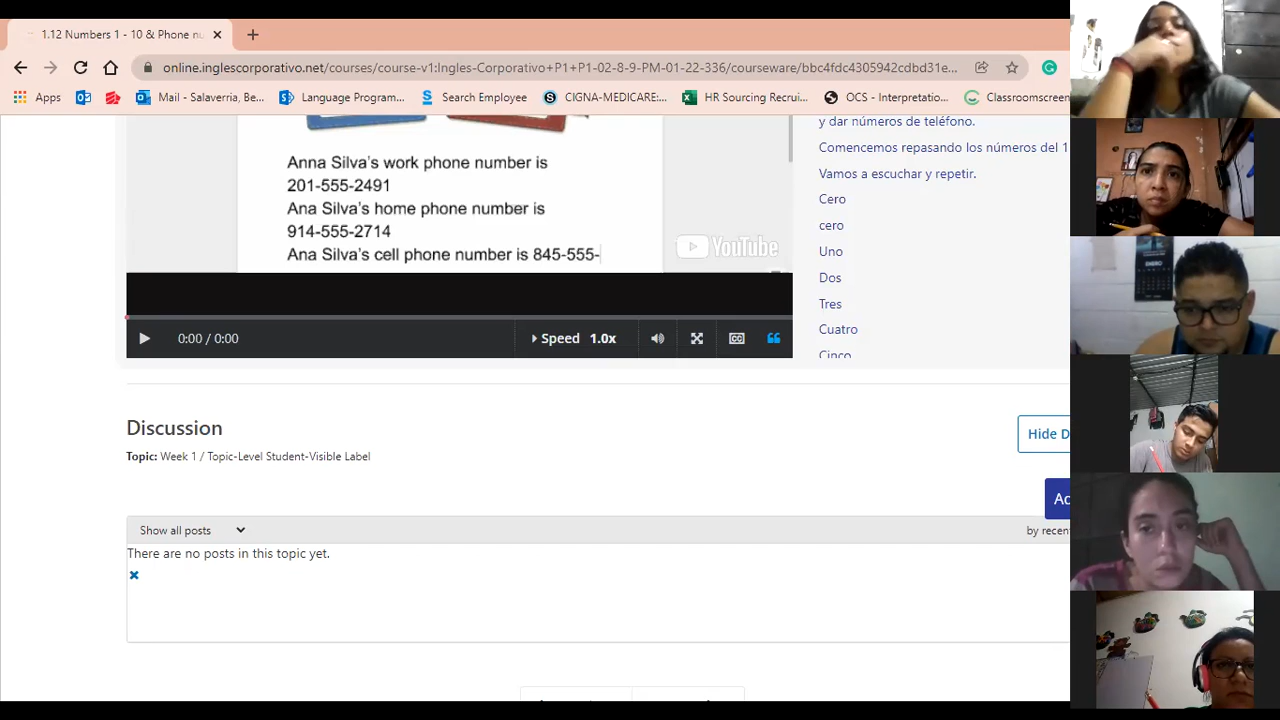 1.12 Numbers 1 - 10 & Phone nu
online.inglescorporativo.net/courses/course-v1:Ingles-Corporativo+P1+P1-02-8-9-PM-01-22-336/courseware/bbc4fdc4305942cdbd31e...
Apps Mail - Salaverria, Be... Language Program... Search Employee CIGNA-MEDICARE:... HR Sourcing Recrui... OCS - Interpretatio... Classroomscreen
y dar números de teléfono.
Comencemos repasando los números del 1
Vamos a escuchar y repetir.
Cero
cero
Uno
Dos
Tres
Cuatro
Cinco
Anna Silva's work phone number is
201-555-2491
Ana Silva's home phone number is
914-555-2714
Ana Silva's cell phone number is 845-555-
YouTube
0:00 / 0:00 Speed 1.0x
Discussion
Hide D
Topic: Week 1 / Topic-Level Student-Visible Label
Ad
Show all posts by recent
There are no posts in this topic yet.
ENERO